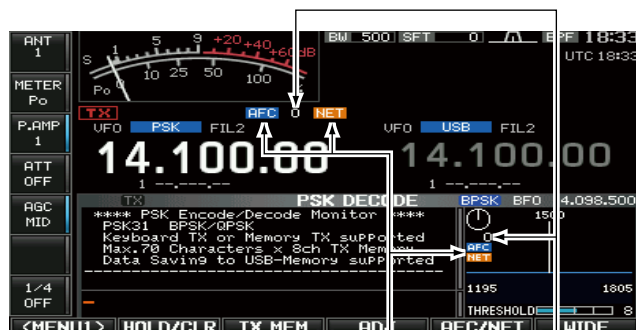 ANT
1
METER
Po
P.AMP
1
ATT
OFF
AGC
MID
1/4
OFF
S 1 5 9 +20 +40 +60dB
Po 10 25 50 100
BW 500 SFT 0 BPF 18:33
UTC 18:33
TX AFC 0 NET
VFO PSK FIL2
VFO USB FIL2
14.100.00
14.100.00
1 --.---.--
1 --.---.--
TX PSK DECODE
BPSK BFO 4.098.500
**** PSK Encode/Decode Monitor ****
PSK31 BPSK/QPSK
Keyboard TX or Memory TX supported
Max.70 Characters x 8ch TX Memory
Data Saving to USB-Memory supported
1500
0
AFC
NET
1195 1805
THRESHOLD 8
<MENU1> HOLD/CLR TX MEM ADJ AFC/NET WIDE